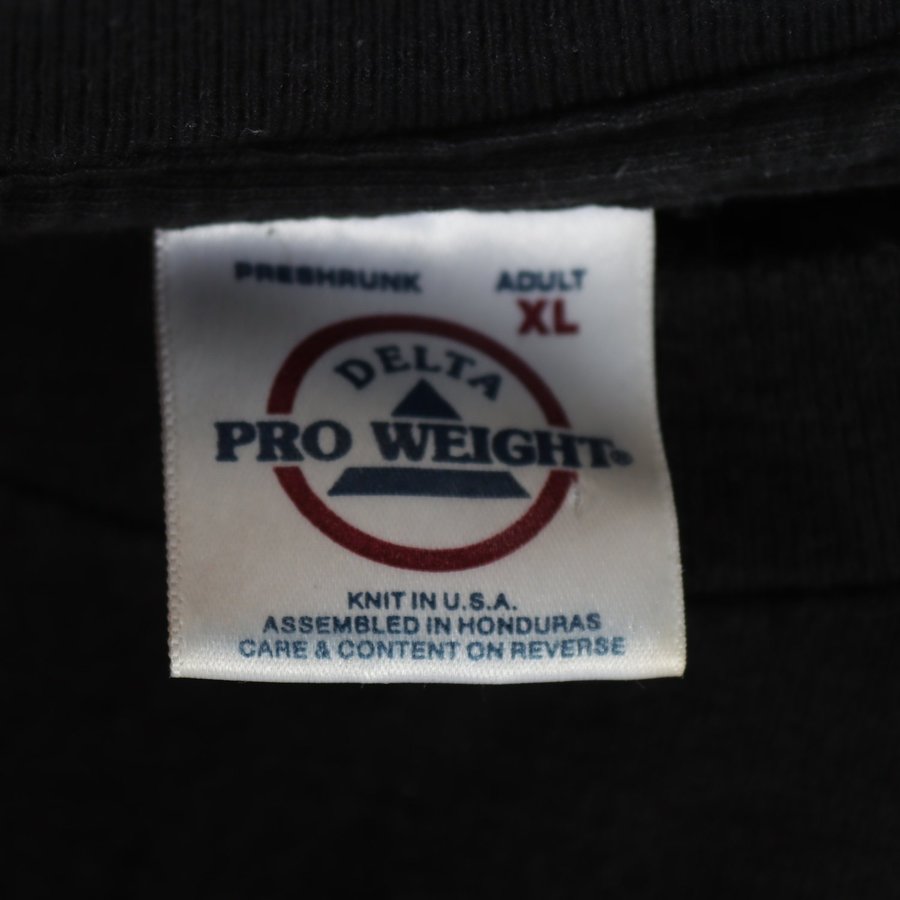 PRESHRUNK ADULT
XL
DELTA
PRO WEIGHT®
KNIT IN U.S.A.
ASSEMBLED IN HONDURAS
CARE & CONTENT ON REVERSE